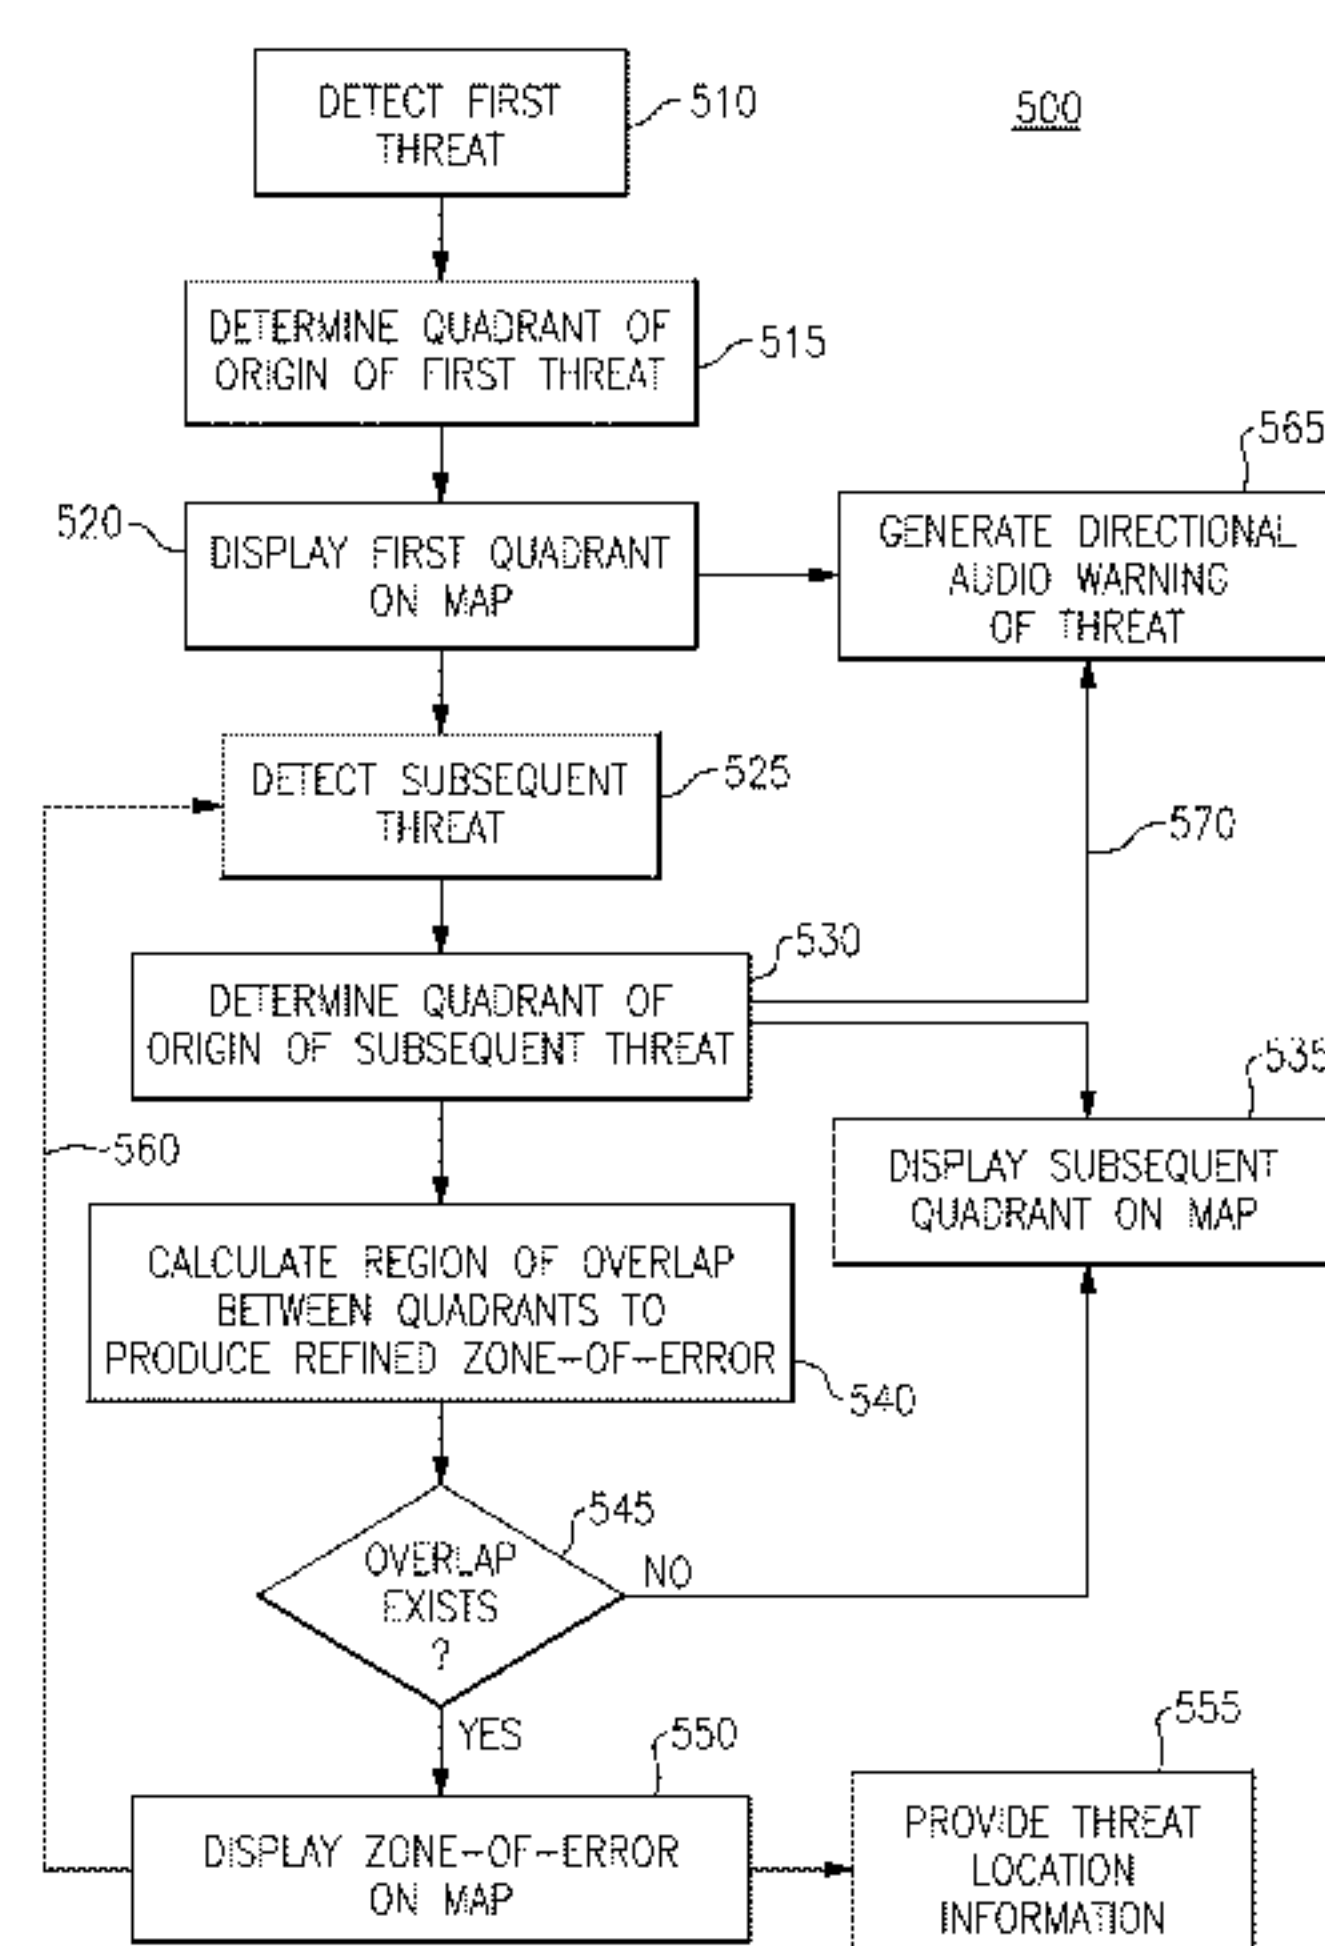 500
DETECT FIRST
THREAT
510
DETERMINE QUADRANT OF
ORIGIN OF FIRST THREAT
515
520
DISPLAY FIRST QUADRANT
ON MAP
565
GENERATE DIRECTIONAL
AUDIO WARNING
OF THREAT
DETECT SUBSEQUENT
THREAT
525
570
DETERMINE QUADRANT OF
ORIGIN OF SUBSEQUENT THREAT
530
535
DISPLAY SUBSEQUENT
QUADRANT ON MAP
560
CALCULATE REGION OF OVERLAP
BETWEEN QUADRANTS TO
PRODUCE REFINED ZONE-OF-ERROR
540
OVERLAP
EXISTS
?
545
NO
YES
550
DISPLAY ZONE-OF-ERROR
ON MAP
555
PROVIDE THREAT
LOCATION
INFORMATION